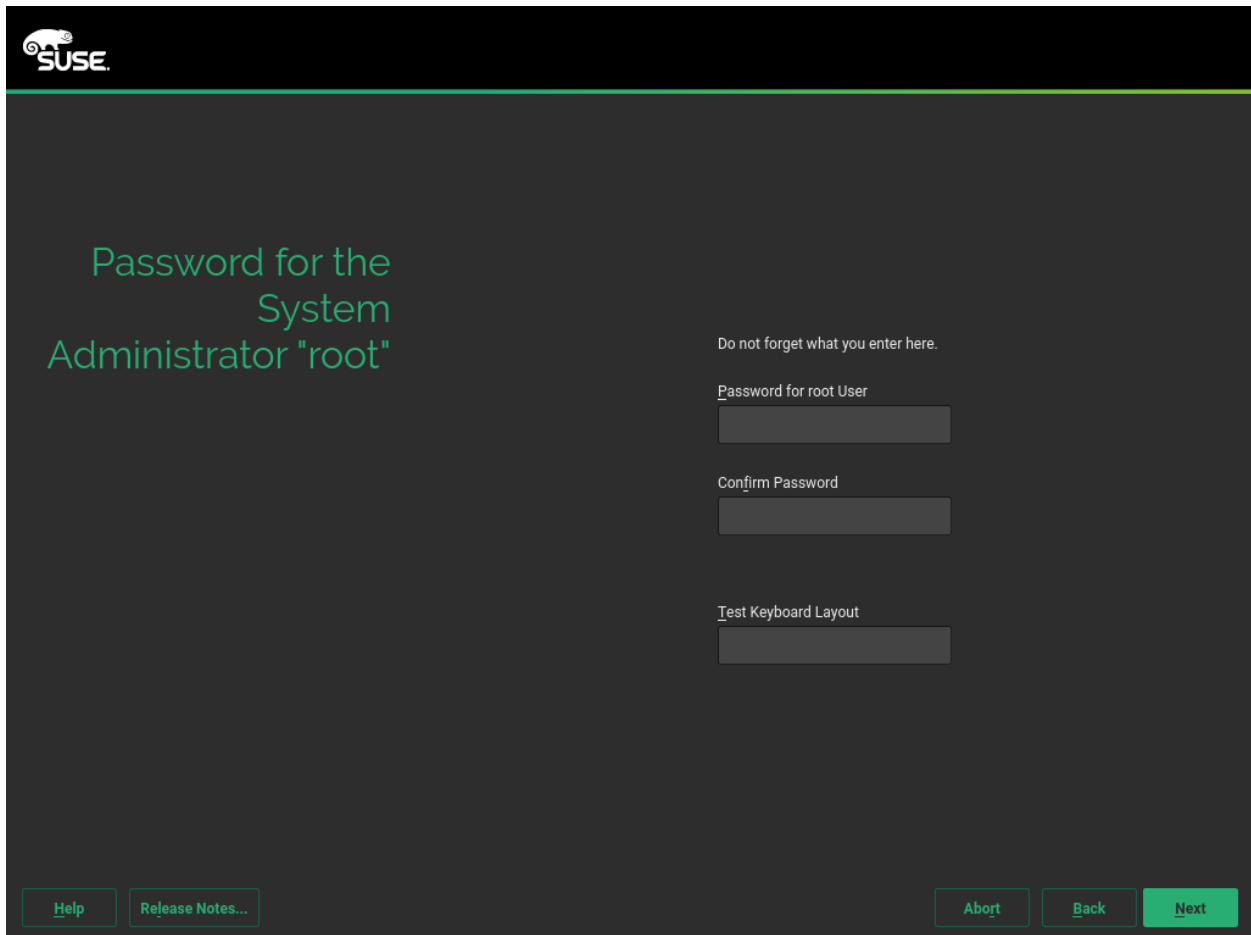 SUSE.
Password for the
System
Administrator "root"
Do not forget what you enter here.
Password for root User
Confirm Password
Test Keyboard Layout
Help
Release Notes...
Abort
Back
Next